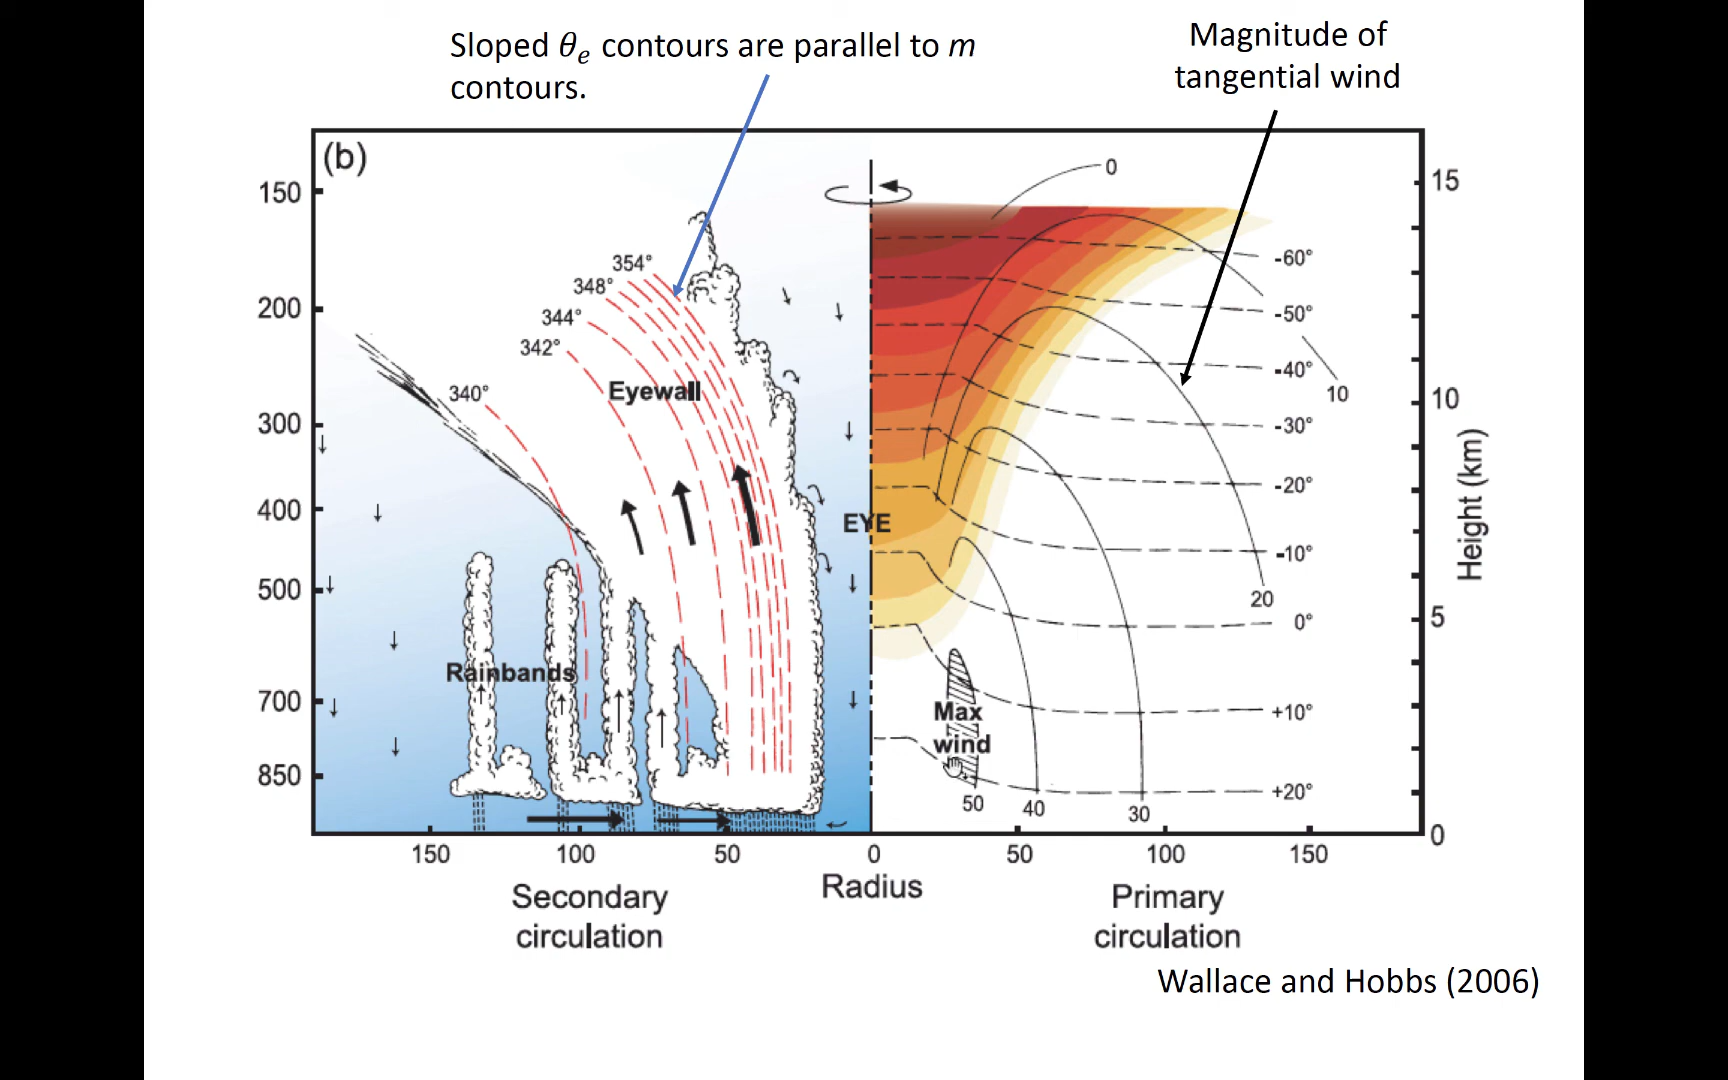 Sloped θₑ contours are parallel to m
contours.
Magnitude of
tangential wind
(b)
150
200
300
400
500
700
850
354°
348°
344°
342°
340°
Eyewall
Rainbands
EYE
0
-60°
-50°
-40°
10
-30°
-20°
-10°
20
0°
+10°
+20°
Max
wind
50
40
30
15
10
5
0
Height (km)
150
100
50
0
50
100
150
Radius
Secondary
circulation
Primary
circulation
Wallace and Hobbs (2006)